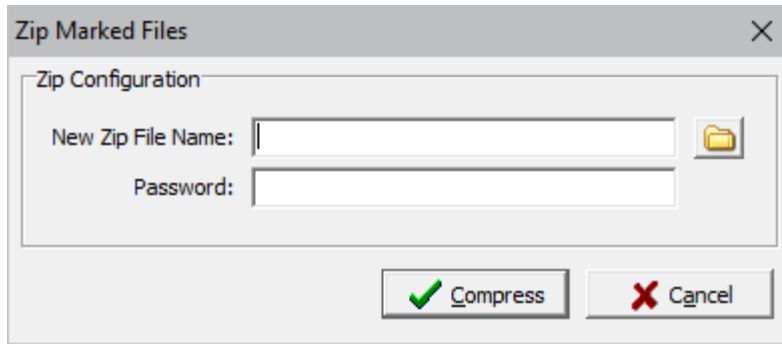 Zip Marked Files
Zip Configuration
New Zip File Name:
Password:
Compress Cancel